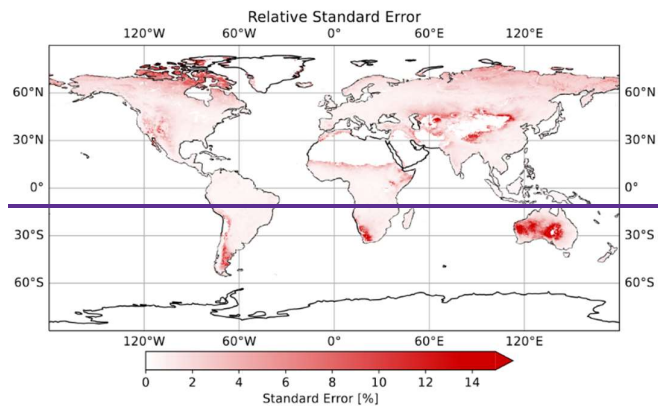 Relative Standard Error
120°W 60°W 0° 60°E 120°E
60°N 60°N
30°N 30°N
0° 0°
30°S 30°S
60°S 60°S
120°W 60°W 0° 60°E 120°E
0 2 4 6 8 10 12 14
Standard Error [%]